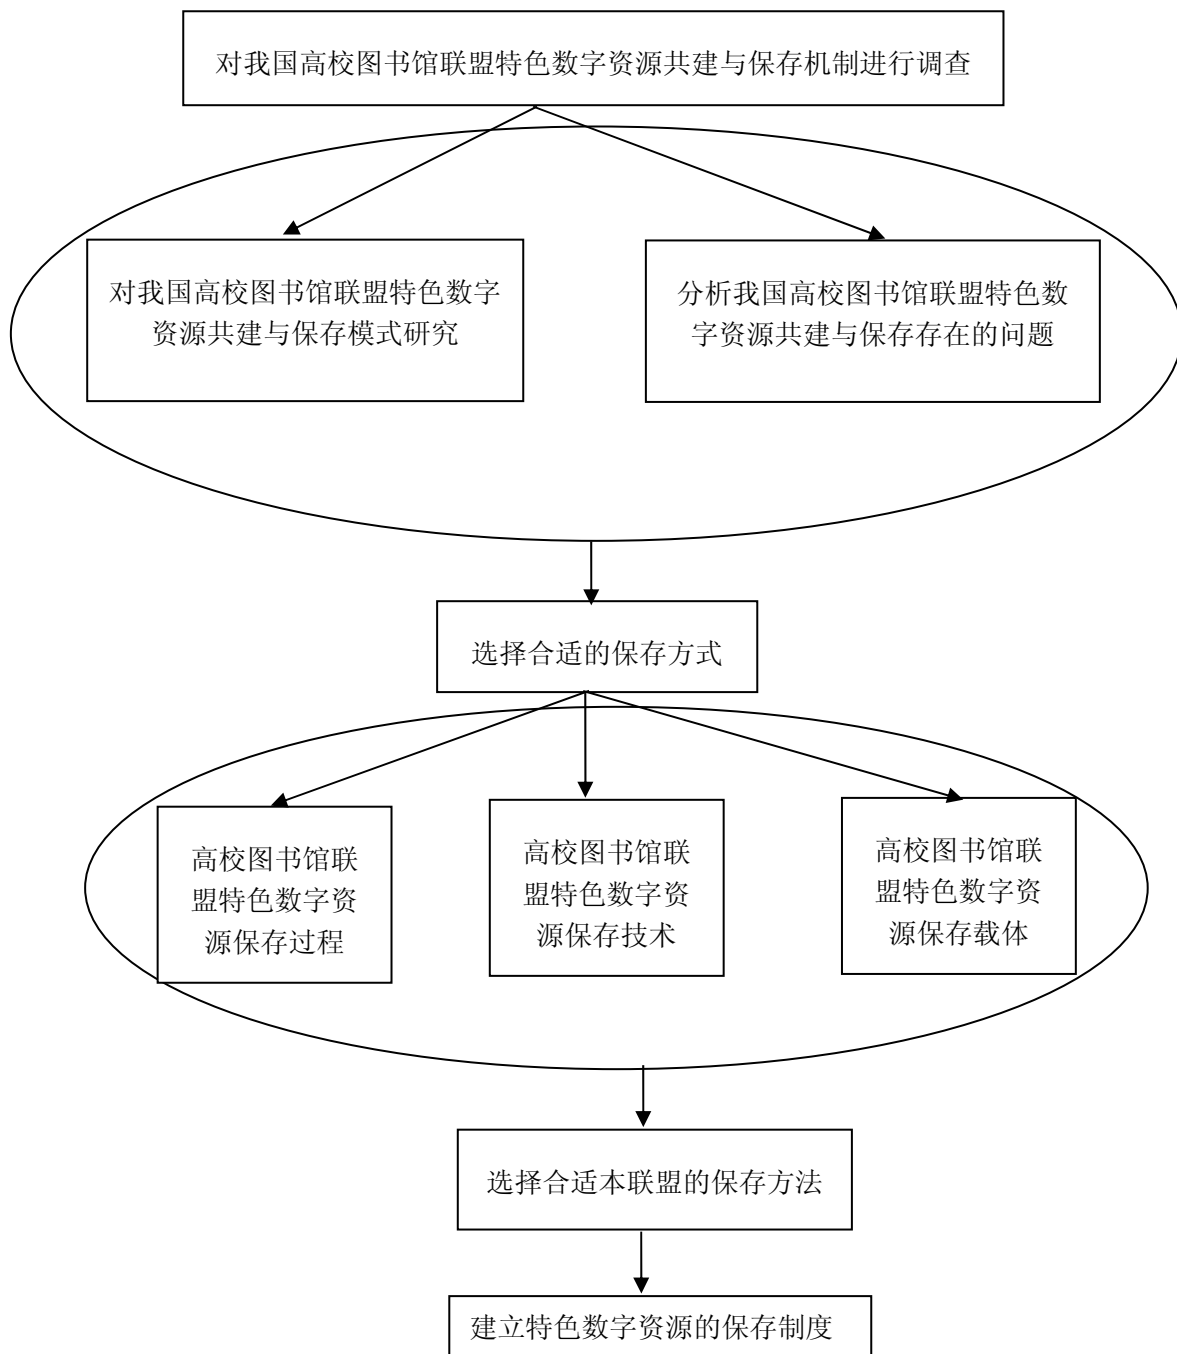 对我国高校图书馆联盟特色数字资源共建与保存机制进行调查
对我国高校图书馆联盟特色数字
资源共建与保存模式研究
分析我国高校图书馆联盟特色数
字资源共建与保存存在的问题
选择合适的保存方式
高校图书馆联
盟特色数字资
源保存过程
高校图书馆联
盟特色数字资
源保存技术
高校图书馆联
盟特色数字资
源保存载体
选择合适本联盟的保存方法
建立特色数字资源的保存制度